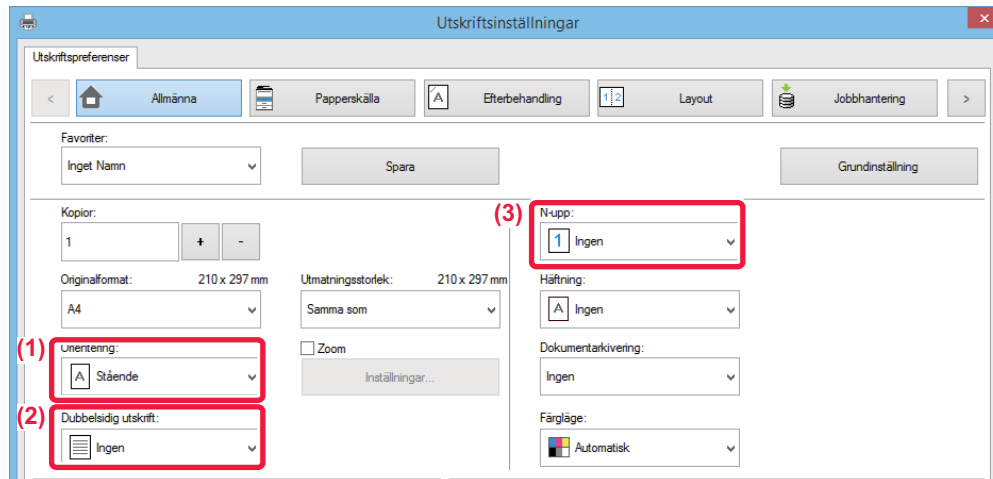 Utskriftsinställningar
Utskriftspreferenser
< Allmänna Papperskälla Efterbehandling Layout Jobbhantering >
Favoriter:
Inget Namn Spara Grundinställning
Kopior: (3) N-upp:
1 + - 1 Ingen
Originalformat: 210 x 297 mm Utmatningsstorlek: 210 x 297 mm Häftning:
A4 Samma som A Ingen
(1) Orientering: Zoom Dokumentarkivering:
A Stående Inställningar... Ingen
(2) Dubbelsidig utskrift: Färgläge:
Ingen Automatisk